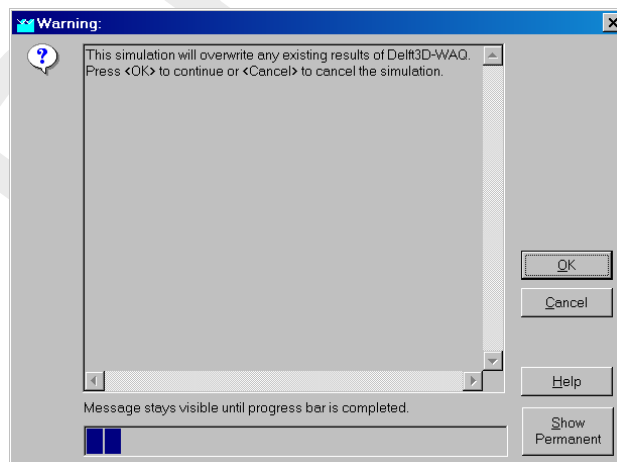 Warning:
This simulation will overwrite any existing results of Delft3D-WAQ.
Press <OK> to continue or <Cancel> to cancel the simulation.
OK
Cancel
Help
Message stays visible until progress bar is completed.
Show
Permanent